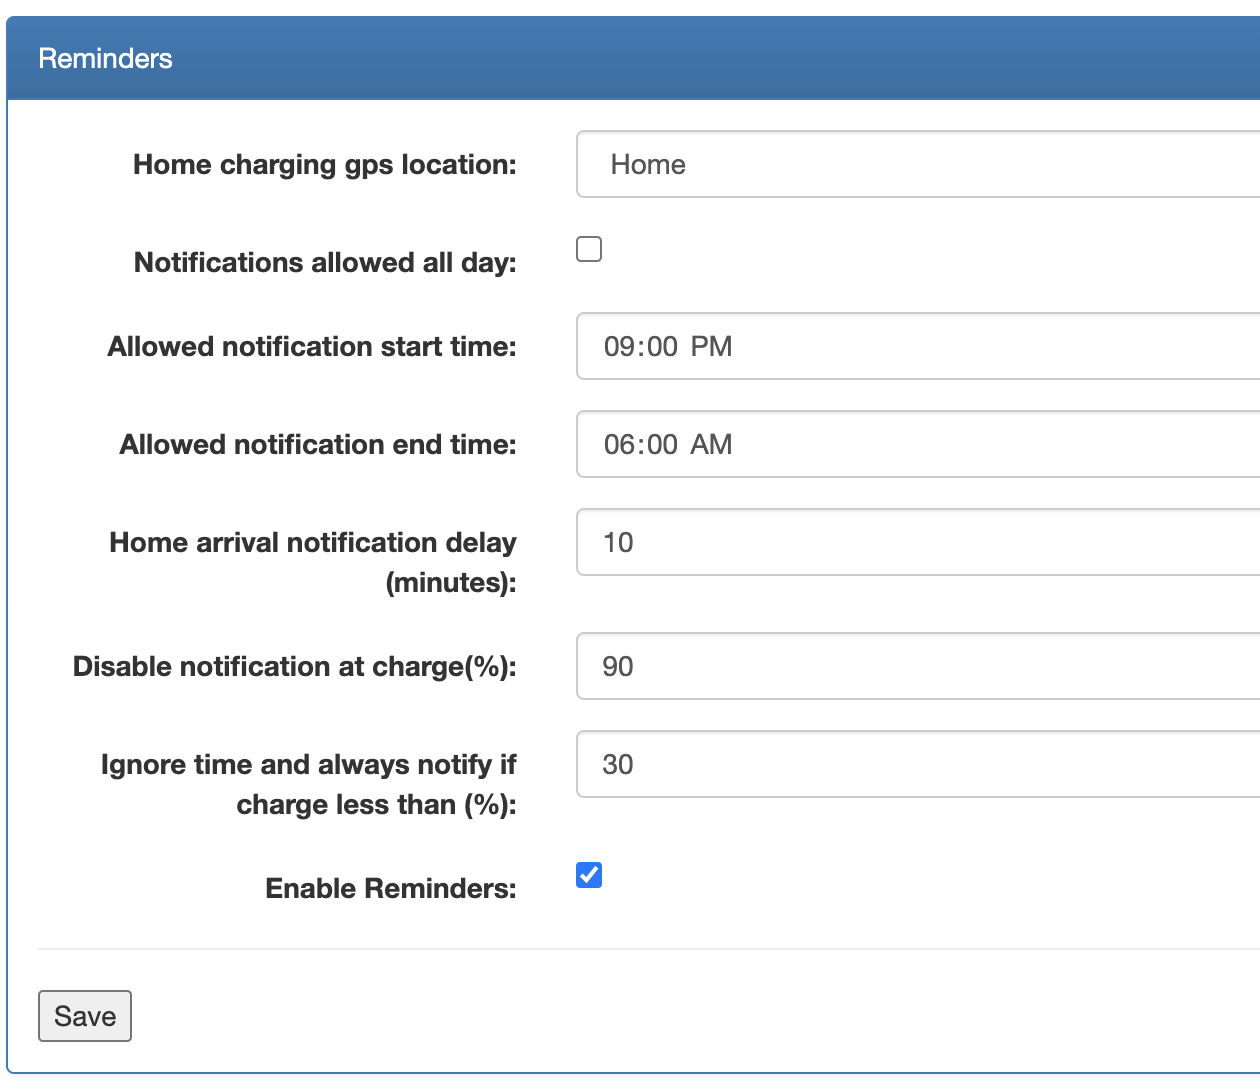 Reminders
Home charging gps location: Home
Notifications allowed all day:
Allowed notification start time: 09:00 PM
Allowed notification end time: 06:00 AM
Home arrival notification delay 10
(minutes):
Disable notification at charge(%): 90
Ignore time and always notify if 30
charge less than (%):
Enable Reminders:
Save